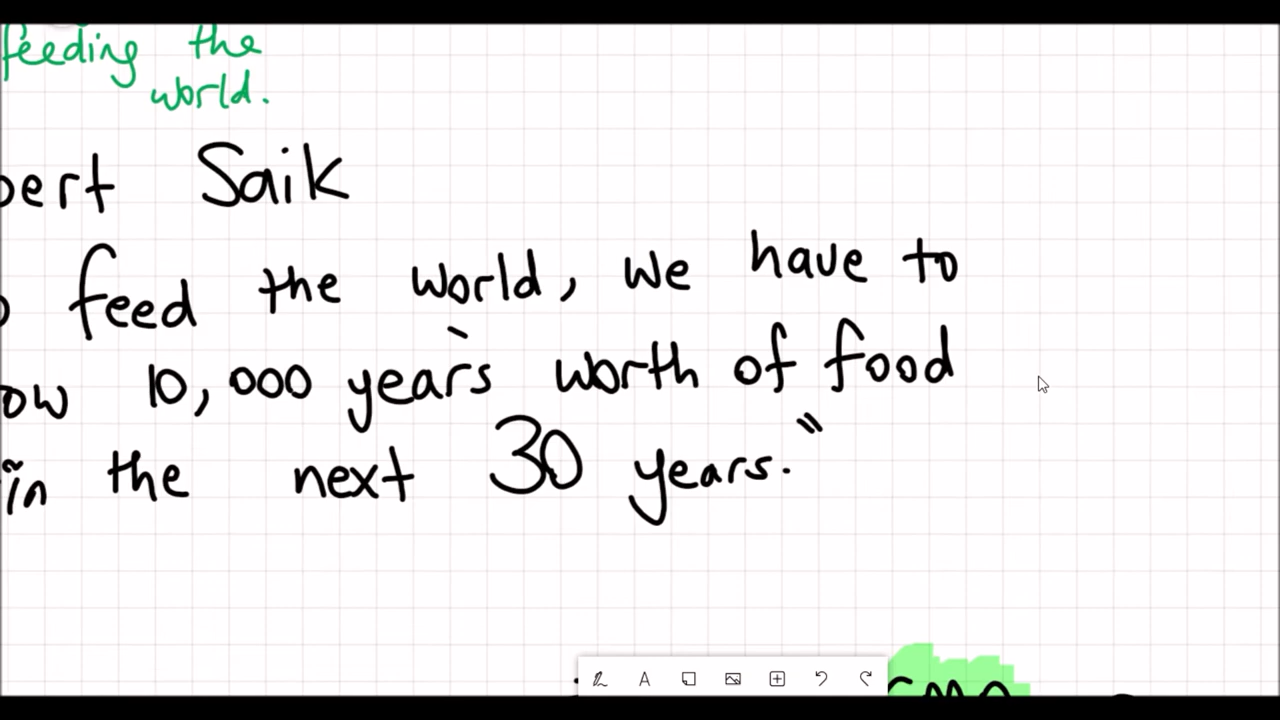 feeding the
world.
pert Saik
o feed the world, we have to
ow 10,000 years worth of food
in the next 30 years."